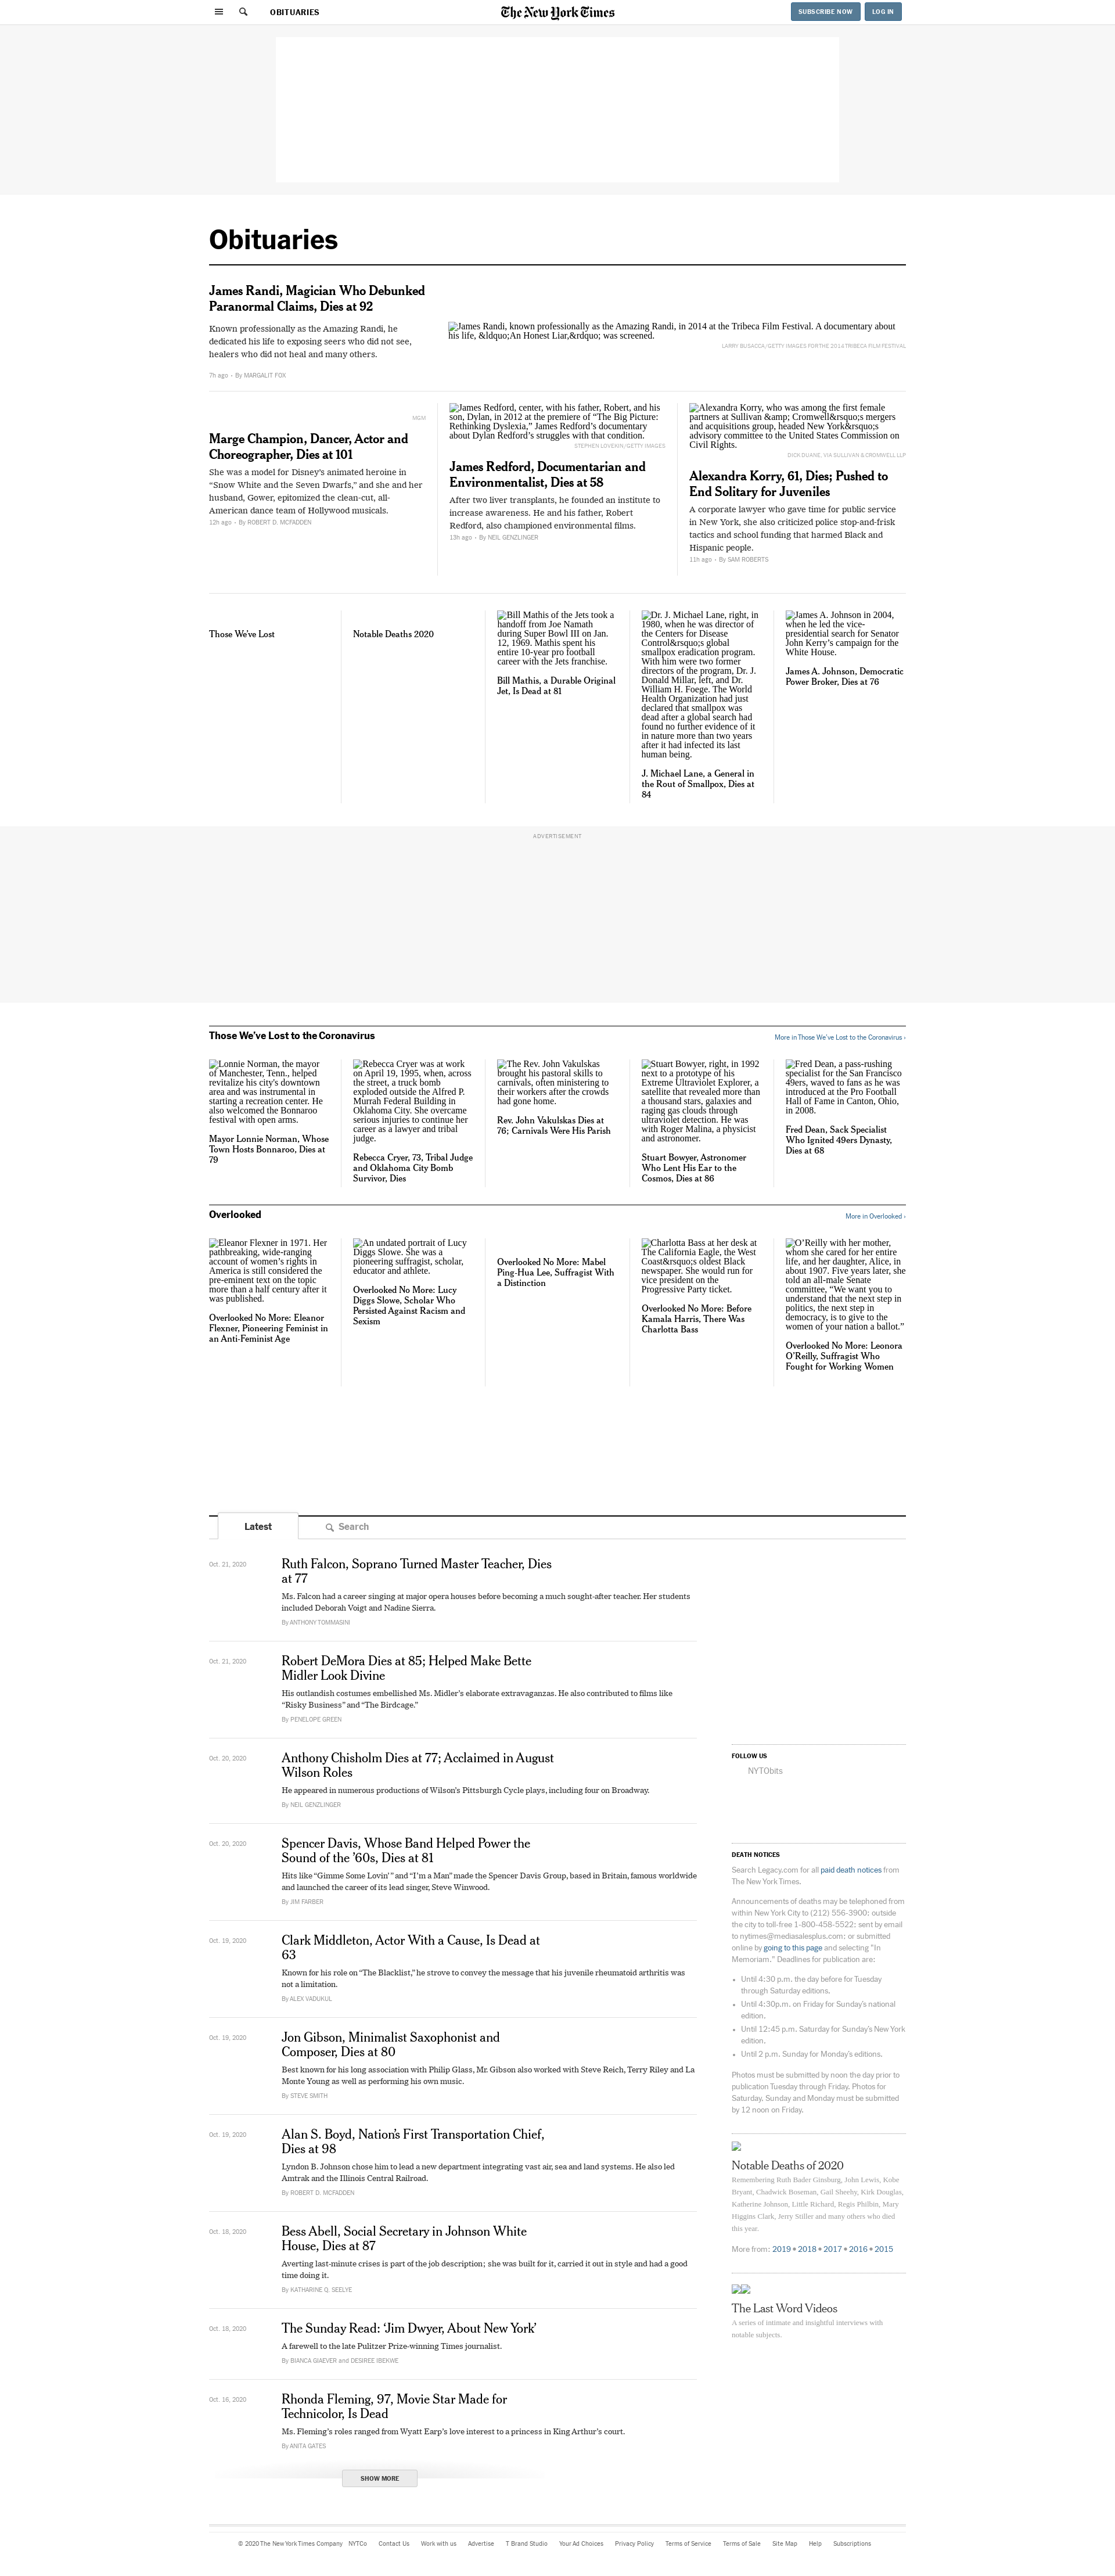 OBITUARIES
The New York Times
SUBSCRIBE NOW
LOG IN
Obituaries
James Randi, Magician Who Debunked
Paranormal Claims, Dies at 92
Known professionally as the Amazing Randi, he
dedicated his life to exposing seers who did not see,
healers who did not heal and many others.
7h ago • By MARGALIT FOX
James Randi, known professionally as the Amazing Randi, in 2014 at the Tribeca Film Festival. A documentary about
his life, &ldquo;An Honest Liar,&rdquo; was screened.
LARRY BUSACCA/GETTY IMAGES FOR THE 2014 TRIBECA FILM FESTIVAL
MGM
Marge Champion, Dancer, Actor and
Choreographer, Dies at 101
She was a model for Disney's animated heroine in
“Snow White and the Seven Dwarfs,” and she and her
husband, Gower, epitomized the clean-cut, all-
American dance team of Hollywood musicals.
12h ago • By ROBERT D. MCFADDEN
James Redford, center, with his father, Robert, and his
son, Dylan, in 2012 at the premiere of “The Big Picture:
Rethinking Dyslexia,” James Redford’s documentary
about Dylan Redford’s struggles with that condition.
STEPHEN LOVEKIN/GETTY IMAGES
James Redford, Documentarian and
Environmentalist, Dies at 58
After two liver transplants, he founded an institute to
increase awareness. He and his father, Robert
Redford, also championed environmental films.
13h ago • By NEIL GENZLINGER
Alexandra Korry, who was among the first female
partners at Sullivan &amp; Cromwell&rsquo;s mergers
and acquisitions group, headed New York&rsquo;s
advisory committee to the United States Commission on
Civil Rights.
DICK DUANE, VIA SULLIVAN & CROMWELL LLP
Alexandra Korry, 61, Dies; Pushed to
End Solitary for Juveniles
A corporate lawyer who gave time for public service
in New York, she also criticized police stop-and-frisk
tactics and school funding that harmed Black and
Hispanic people.
11h ago • By SAM ROBERTS
Those We’ve Lost
Notable Deaths 2020
Bill Mathis of the Jets took a
handoff from Joe Namath
during Super Bowl III on Jan.
12, 1969. Mathis spent his
entire 10-year pro football
career with the Jets franchise.
Bill Mathis, a Durable Original
Jet, Is Dead at 81
Dr. J. Michael Lane, right, in
1980, when he was director of
the Centers for Disease
Control&rsquo;s global
smallpox eradication program.
With him were two former
directors of the program, Dr. J.
Donald Millar, left, and Dr.
William H. Foege. The World
Health Organization had just
declared that smallpox was
dead after a global search had
found no further evidence of it
in nature more than two years
after it had infected its last
human being.
J. Michael Lane, a General in
the Rout of Smallpox, Dies at
84
James A. Johnson in 2004,
when he led the vice-
presidential search for Senator
John Kerry’s campaign for the
White House.
James A. Johnson, Democratic
Power Broker, Dies at 76
ADVERTISEMENT
Those We’ve Lost to the Coronavirus
More in Those We’ve Lost to the Coronavirus ›
Lonnie Norman, the mayor
of Manchester, Tenn., helped
revitalize his city's downtown
area and was instrumental in
starting a recreation center. He
also welcomed the Bonnaroo
festival with open arms.
Mayor Lonnie Norman, Whose
Town Hosts Bonnaroo, Dies at
79
Rebecca Cryer was at work
on April 19, 1995, when, across
the street, a truck bomb
exploded outside the Alfred P.
Murrah Federal Building in
Oklahoma City. She overcame
serious injuries to continue her
career as a lawyer and tribal
judge.
Rebecca Cryer, 73, Tribal Judge
and Oklahoma City Bomb
Survivor, Dies
The Rev. John Vakulskas
brought his pastoral skills to
carnivals, often ministering to
their workers after the crowds
had gone home.
Rev. John Vakulskas Dies at
76; Carnivals Were His Parish
Stuart Bowyer, right, in 1992
next to a prototype of his
Extreme Ultraviolet Explorer, a
satellite that revealed more than
a thousand stars, galaxies and
raging gas clouds through
ultraviolet detection. He was
with Roger Malina, a physicist
and astronomer.
Stuart Bowyer, Astronomer
Who Lent His Ear to the
Cosmos, Dies at 86
Fred Dean, a pass-rushing
specialist for the San Francisco
49ers, waved to fans as he was
introduced at the Pro Football
Hall of Fame in Canton, Ohio,
in 2008.
Fred Dean, Sack Specialist
Who Ignited 49ers Dynasty,
Dies at 68
Overlooked
More in Overlooked ›
Eleanor Flexner in 1971. Her
pathbreaking, wide-ranging
account of women’s rights in
America is still considered the
pre-eminent text on the topic
more than a half century after it
was published.
Overlooked No More: Eleanor
Flexner, Pioneering Feminist in
an Anti-Feminist Age
An undated portrait of Lucy
Diggs Slowe. She was a
pioneering suffragist, scholar,
educator and athlete.
Overlooked No More: Lucy
Diggs Slowe, Scholar Who
Persisted Against Racism and
Sexism
Overlooked No More: Mabel
Ping-Hua Lee, Suffragist With
a Distinction
Charlotta Bass at her desk at
The California Eagle, the West
Coast&rsquo;s oldest Black
newspaper. She would run for
vice president on the
Progressive Party ticket.
Overlooked No More: Before
Kamala Harris, There Was
Charlotta Bass
O’Reilly with her mother,
whom she cared for her entire
life, and her daughter, Alice, in
about 1907. Five years later, she
told an all-male Senate
committee, “We want you to
understand that the next step in
politics, the next step in
democracy, is to give to the
women of your nation a ballot.”
Overlooked No More: Leonora
O’Reilly, Suffragist Who
Fought for Working Women
Latest
Search
Oct. 21, 2020
Ruth Falcon, Soprano Turned Master Teacher, Dies
at 77
Ms. Falcon had a career singing at major opera houses before becoming a much sought-after teacher. Her students
included Deborah Voigt and Nadine Sierra.
By ANTHONY TOMMASINI
Oct. 21, 2020
Robert DeMora Dies at 85; Helped Make Bette
Midler Look Divine
His outlandish costumes embellished Ms. Midler’s elaborate extravaganzas. He also contributed to films like
“Risky Business” and “The Birdcage.”
By PENELOPE GREEN
Oct. 20, 2020
Anthony Chisholm Dies at 77; Acclaimed in August
Wilson Roles
He appeared in numerous productions of Wilson’s Pittsburgh Cycle plays, including four on Broadway.
By NEIL GENZLINGER
Oct. 20, 2020
Spencer Davis, Whose Band Helped Power the
Sound of the ’60s, Dies at 81
Hits like “Gimme Some Lovin’ ” and “I’m a Man” made the Spencer Davis Group, based in Britain, famous worldwide
and launched the career of its lead singer, Steve Winwood.
By JIM FARBER
Oct. 19, 2020
Clark Middleton, Actor With a Cause, Is Dead at
63
Known for his role on “The Blacklist,” he strove to convey the message that his juvenile rheumatoid arthritis was
not a limitation.
By ALEX VADUKUL
Oct. 19, 2020
Jon Gibson, Minimalist Saxophonist and
Composer, Dies at 80
Best known for his long association with Philip Glass, Mr. Gibson also worked with Steve Reich, Terry Riley and La
Monte Young as well as performing his own music.
By STEVE SMITH
Oct. 19, 2020
Alan S. Boyd, Nation’s First Transportation Chief,
Dies at 98
Lyndon B. Johnson chose him to lead a new department integrating vast air, sea and land systems. He also led
Amtrak and the Illinois Central Railroad.
By ROBERT D. MCFADDEN
Oct. 18, 2020
Bess Abell, Social Secretary in Johnson White
House, Dies at 87
Averting last-minute crises is part of the job description; she was built for it, carried it out in style and had a good
time doing it.
By KATHARINE Q. SEELYE
Oct. 18, 2020
The Sunday Read: ‘Jim Dwyer, About New York’
A farewell to the late Pulitzer Prize-winning Times journalist.
By BIANCA GIAEVER and DESIREE IBEKWE
Oct. 16, 2020
Rhonda Fleming, 97, Movie Star Made for
Technicolor, Is Dead
Ms. Fleming’s roles ranged from Wyatt Earp’s love interest to a princess in King Arthur’s court.
By ANITA GATES
SHOW MORE
FOLLOW US
NYTObits
DEATH NOTICES
Search Legacy.com for all paid death notices from
The New York Times.
Announcements of deaths may be telephoned from
within New York City to (212) 556-3900; outside
the city to toll-free 1-800-458-5522; sent by email
to nytimes@mediasalesplus.com; or submitted
online by going to this page and selecting "In
Memoriam." Deadlines for publication are:
• Until 4:30 p.m. the day before for Tuesday
through Saturday editions.
• Until 4:30p.m. on Friday for Sunday’s national
edition.
• Until 12:45 p.m. Saturday for Sunday’s New York
edition.
• Until 2 p.m. Sunday for Monday’s editions.
Photos must be submitted by noon the day prior to
publication Tuesday through Friday. Photos for
Saturday, Sunday and Monday must be submitted
by 12 noon on Friday.
Notable Deaths of 2020
Remembering Ruth Bader Ginsburg, John Lewis, Kobe
Bryant, Chadwick Boseman, Gail Sheehy, Kirk Douglas,
Katherine Johnson, Little Richard, Regis Philbin, Mary
Higgins Clark, Jerry Stiller and many others who died
this year.
More from: 2019 • 2018 • 2017 • 2016 • 2015
The Last Word Videos
A series of intimate and insightful interviews with
notable subjects.
© 2020 The New York Times Company NYTCo Contact Us Work with us Advertise T Brand Studio Your Ad Choices Privacy Policy Terms of Service Terms of Sale Site Map Help Subscriptions